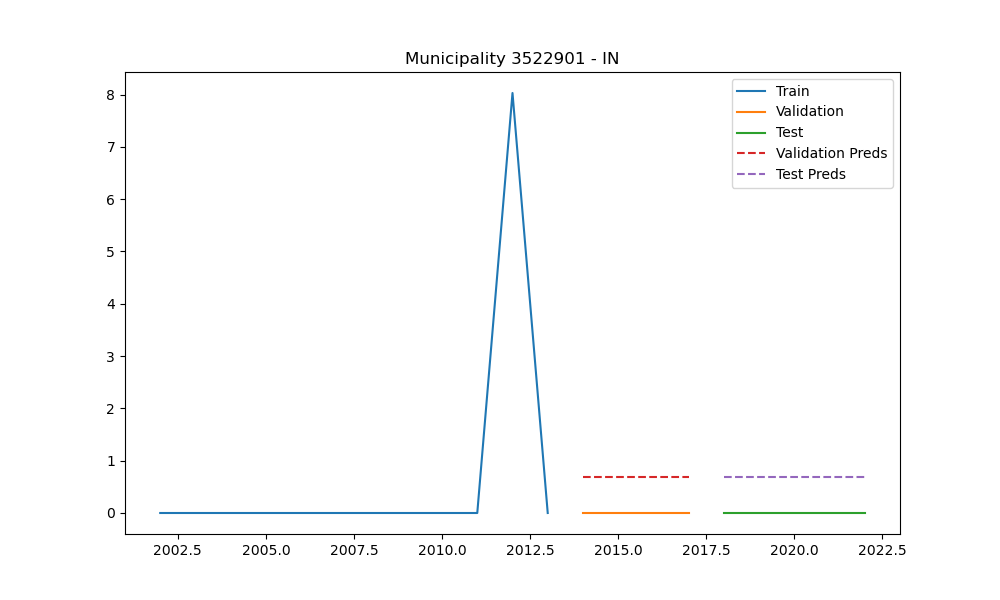 Municipality 3522901 - IN
Train
Validation
Test
Validation Preds
Test Preds
8
7
6
5
4
3
2
1
0
2002.5 2005.0 2007.5 2010.0 2012.5 2015.0 2017.5 2020.0 2022.5